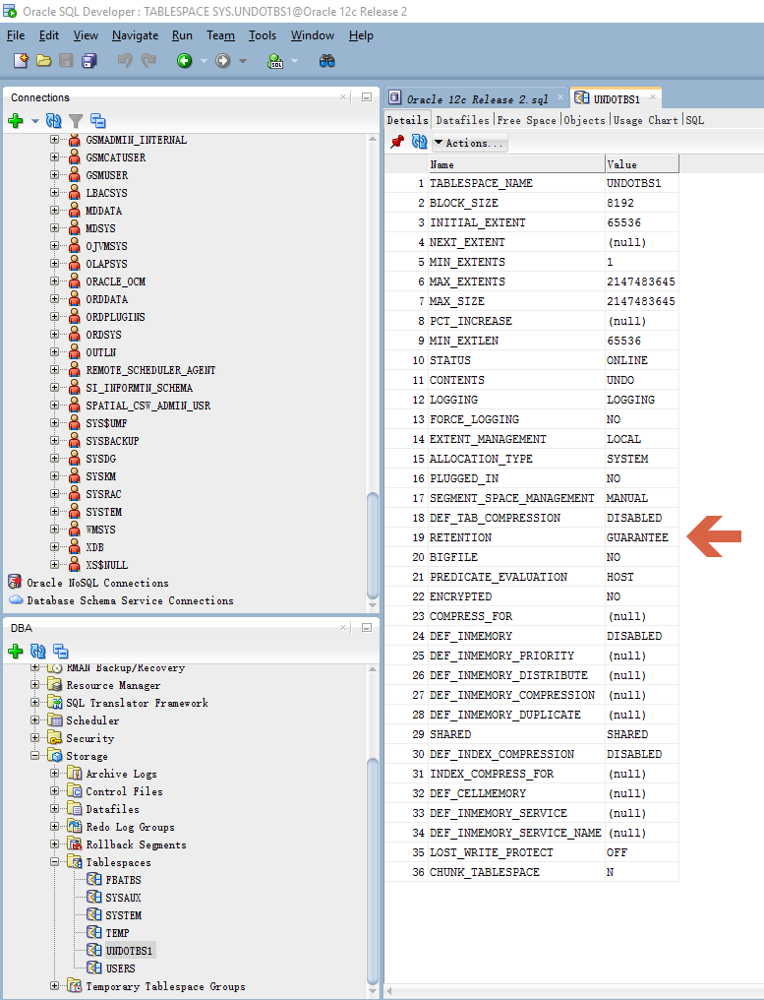 Oracle SQL Developer : TABLESPACE SYS.UNDOTBS1@Oracle 12c Release 2
File Edit View Navigate Run Team Tools Window Help
SQL
Connections
GSMADMIN_INTERNAL
GSMCATUSER
GSMUSER
LBACSYS
MDDATA
MDSYS
OJVMSYS
OLAPSYS
ORACLE_OCM
ORDDATA
ORDPLUGINS
ORDSYS
OUTLN
REMOTE_SCHEDULER_AGENT
SI_INFORMTN_SCHEMA
SPATIAL_CSW_ADMIN_USR
SYS$UMF
SYSBACKUP
SYSDG
SYSKM
SYSRAC
SYSTEM
WMSYS
XDB
XS$NULL
Oracle NoSQL Connections
Database Schema Service Connections
DBA
RMAN Backup/Recovery
Resource Manager
SQL Translator Framework
Scheduler
Security
Storage
Archive Logs
Control Files
Datafiles
Redo Log Groups
Rollback Segments
Tablespaces
FBATBS
SYSAUX
SYSTEM
TEMP
UNDOTBS1
USERS
Temporary Tablespace Groups
Oracle 12c Release 2.sql UNDOTBS1
Details Datafiles Free Space Objects Usage Chart SQL
Actions...
Name Value
1 TABLESPACE_NAME UNDOTBS1
2 BLOCK_SIZE 8192
3 INITIAL_EXTENT 65536
4 NEXT_EXTENT (null)
5 MIN_EXTENTS 1
6 MAX_EXTENTS 2147483645
7 MAX_SIZE 2147483645
8 PCT_INCREASE (null)
9 MIN_EXTLEN 65536
10 STATUS ONLINE
11 CONTENTS UNDO
12 LOGGING LOGGING
13 FORCE_LOGGING NO
14 EXTENT_MANAGEMENT LOCAL
15 ALLOCATION_TYPE SYSTEM
16 PLUGGED_IN NO
17 SEGMENT_SPACE_MANAGEMENT MANUAL
18 DEF_TAB_COMPRESSION DISABLED
19 RETENTION GUARANTEE
20 BIGFILE NO
21 PREDICATE_EVALUATION HOST
22 ENCRYPTED NO
23 COMPRESS_FOR (null)
24 DEF_INMEMORY DISABLED
25 DEF_INMEMORY_PRIORITY (null)
26 DEF_INMEMORY_DISTRIBUTE (null)
27 DEF_INMEMORY_COMPRESSION (null)
28 DEF_INMEMORY_DUPLICATE (null)
29 SHARED SHARED
30 DEF_INDEX_COMPRESSION DISABLED
31 INDEX_COMPRESS_FOR (null)
32 DEF_CELLMEMORY (null)
33 DEF_INMEMORY_SERVICE (null)
34 DEF_INMEMORY_SERVICE_NAME (null)
35 LOST_WRITE_PROTECT OFF
36 CHUNK_TABLESPACE N